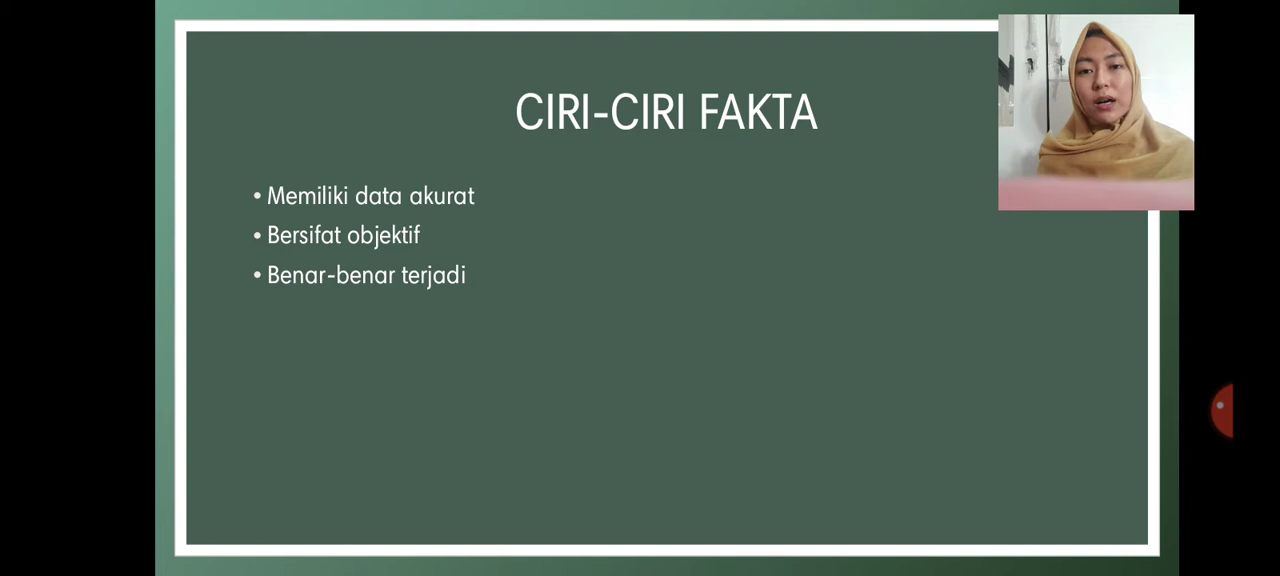 CIRI-CIRI FAKTA
• Memiliki data akurat
• Bersifat objektif
• Benar-benar terjadi